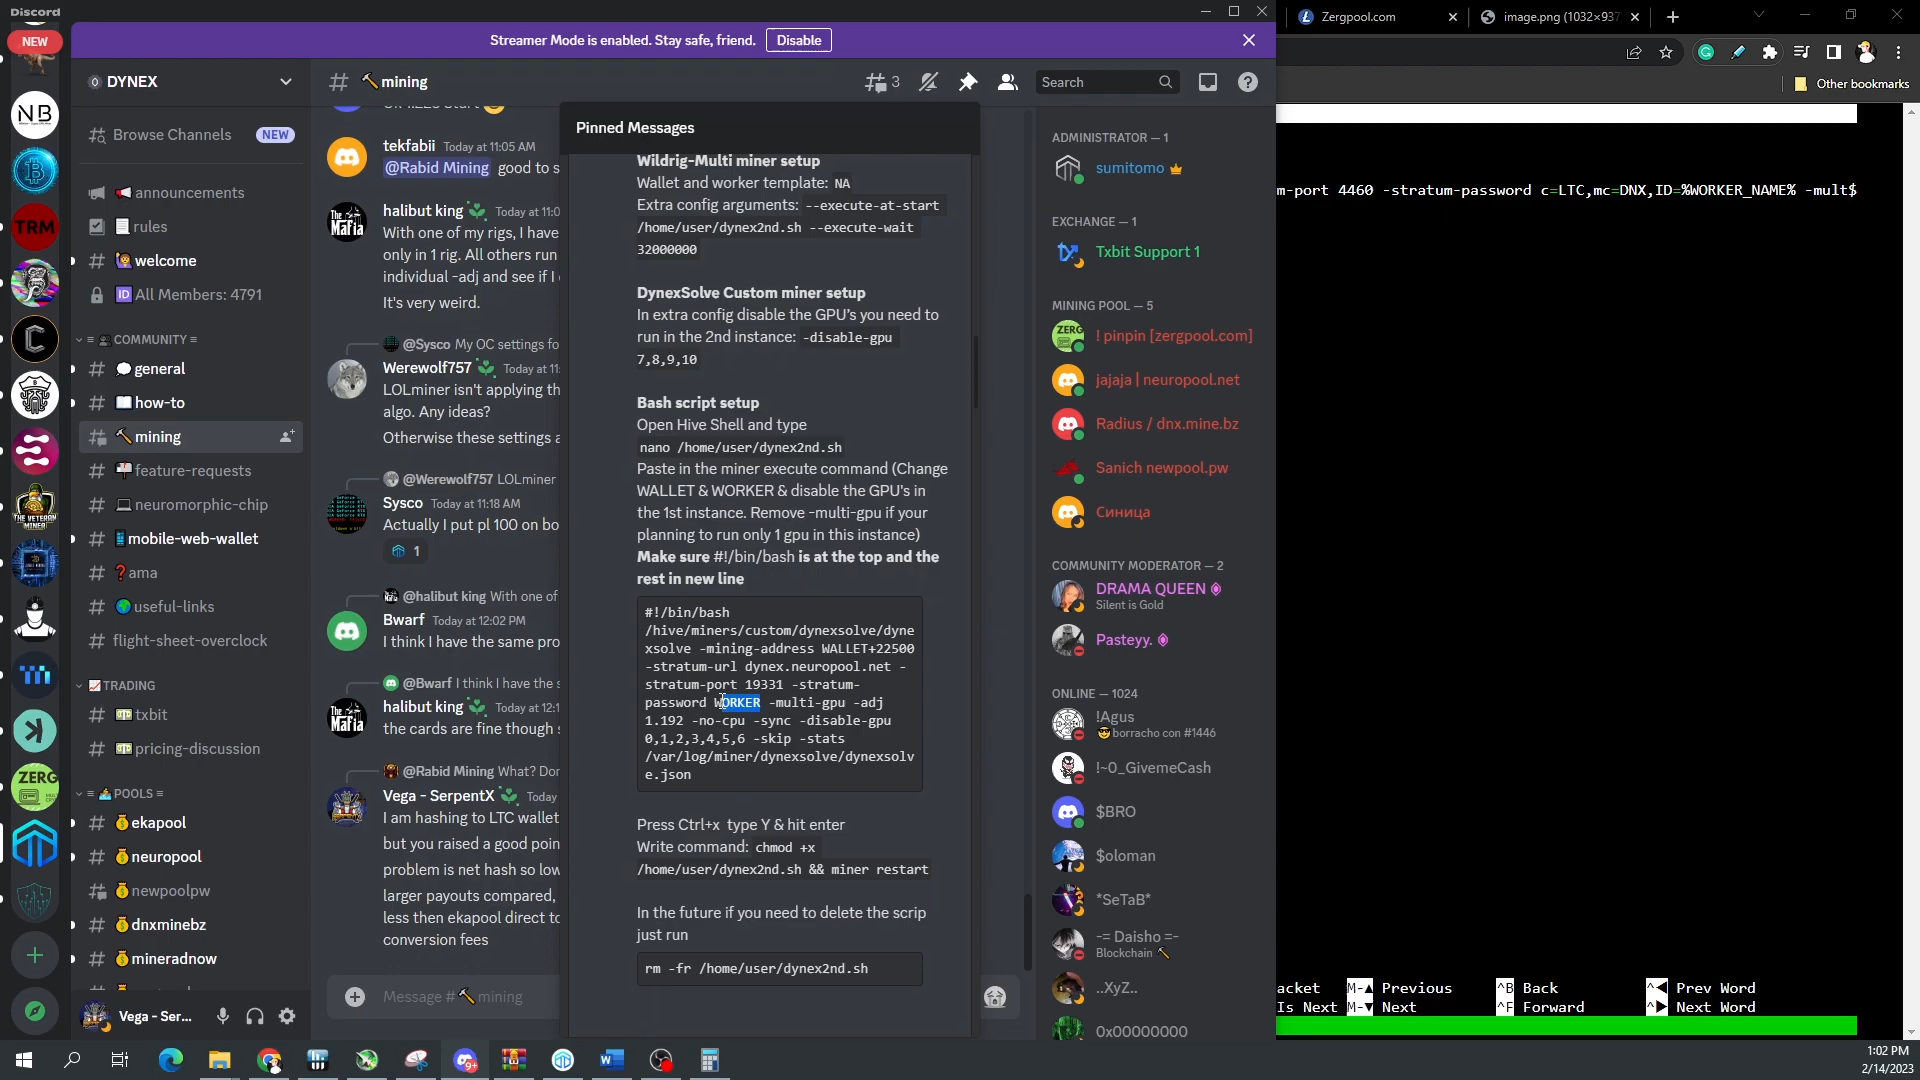 Discord
NEW
Streamer Mode is enabled. Stay safe, friend.
Disable
DYNEX
Browse Channels
NEW
announcements
rules
welcome
All Members: 4791
COMMUNITY
general
how-to
mining
feature-requests
neuromorphic-chip
mobile-web-wallet
ama
useful-links
flight-sheet-overclock
TRADING
txbit
pricing-discussion
POOLS
ekapool
neuropool
newpoolpw
dnxminebz
mineradnow
Vega - Ser...
NB
TRM
ZERG
mining
3
Search
tekfabii Today at 11:05 AM
@Rabid Mining good to s
halibut king Today at 11:0
With one of my rigs, I have
only in 1 rig. All others run
individual -adj and see if I
It's very weird.
@Sysco My OC settings fo
Werewolf757 Today at 11:
LOLminer isn't applying th
algo. Any ideas?
Otherwise these settings a
@Werewolf757 LOLminer
Sysco Today at 11:18 AM
Actually I put pl 100 on bo
1
@halibut king With one of
Bwarf Today at 12:02 PM
I think I have the same pro
@Bwarf I think I have the s
halibut king Today at 12:1
the cards are fine though s
@Rabid Mining What? Dor
Vega - SerpentX Today
I am hashing to LTC wallet
but you raised a good poin
problem is net hash so low
larger payouts compared,
less then ekapool direct to
conversion fees
Message # mining
Pinned Messages
Wildrig-Multi miner setup
Wallet and worker template: NA
Extra config arguments: --execute-at-start
/home/user/dynex2nd.sh --execute-wait
32000000
DynexSolve Custom miner setup
In extra config disable the GPU's you need to
run in the 2nd instance: -disable-gpu
7,8,9,10
Bash script setup
Open Hive Shell and type
nano /home/user/dynex2nd.sh
Paste in the miner execute command (Change
WALLET & WORKER & disable the GPU's in
the 1st instance. Remove -multi-gpu if your
planning to run only 1 gpu in this instance)
Make sure #!/bin/bash is at the top and the
rest in new line
#!/bin/bash
/hive/miners/custom/dynexsolve/dyne
xsolve -mining-address WALLET+22500
-stratum-url dynex.neuropool.net -
stratum-port 19331 -stratum-
password WORKER -multi-gpu -adj
1.192 -no-cpu -sync -disable-gpu
0,1,2,3,4,5,6 -skip -stats
/var/log/miner/dynexsolve/dynexsolv
e.json
Press Ctrl+x type Y & hit enter
Write command: chmod +x
/home/user/dynex2nd.sh && miner restart
In the future if you need to delete the scrip
just run
rm -fr /home/user/dynex2nd.sh
ADMINISTRATOR — 1
sumitomo
EXCHANGE — 1
Txbit Support 1
MINING POOL — 5
! pinpin [zergpool.com]
jajaja | neuropool.net
Radius / dnx.mine.bz
Sanich newpool.pw
Синица
COMMUNITY MODERATOR — 2
DRAMA QUEEN
Silent is Gold
Pasteyy.
ONLINE — 1024
!Agus
borracho con #1446
!~0_GivemeCash
$BRO
$oloman
*SeTaB*
-= Daisho =-
Blockchain
..XyZ..
0x00000000
Zergpool.com
image.png (1032×937
Other bookmarks
m-port 4460 -stratum-password c=LTC,mc=DNX,ID=%WORKER_NAME% -mult$
acket M-▲ Previous ^B Back ^◀ Prev Word
Is Next M-▼ Next ^F Forward ^▶ Next Word
1:02 PM
2/14/2023